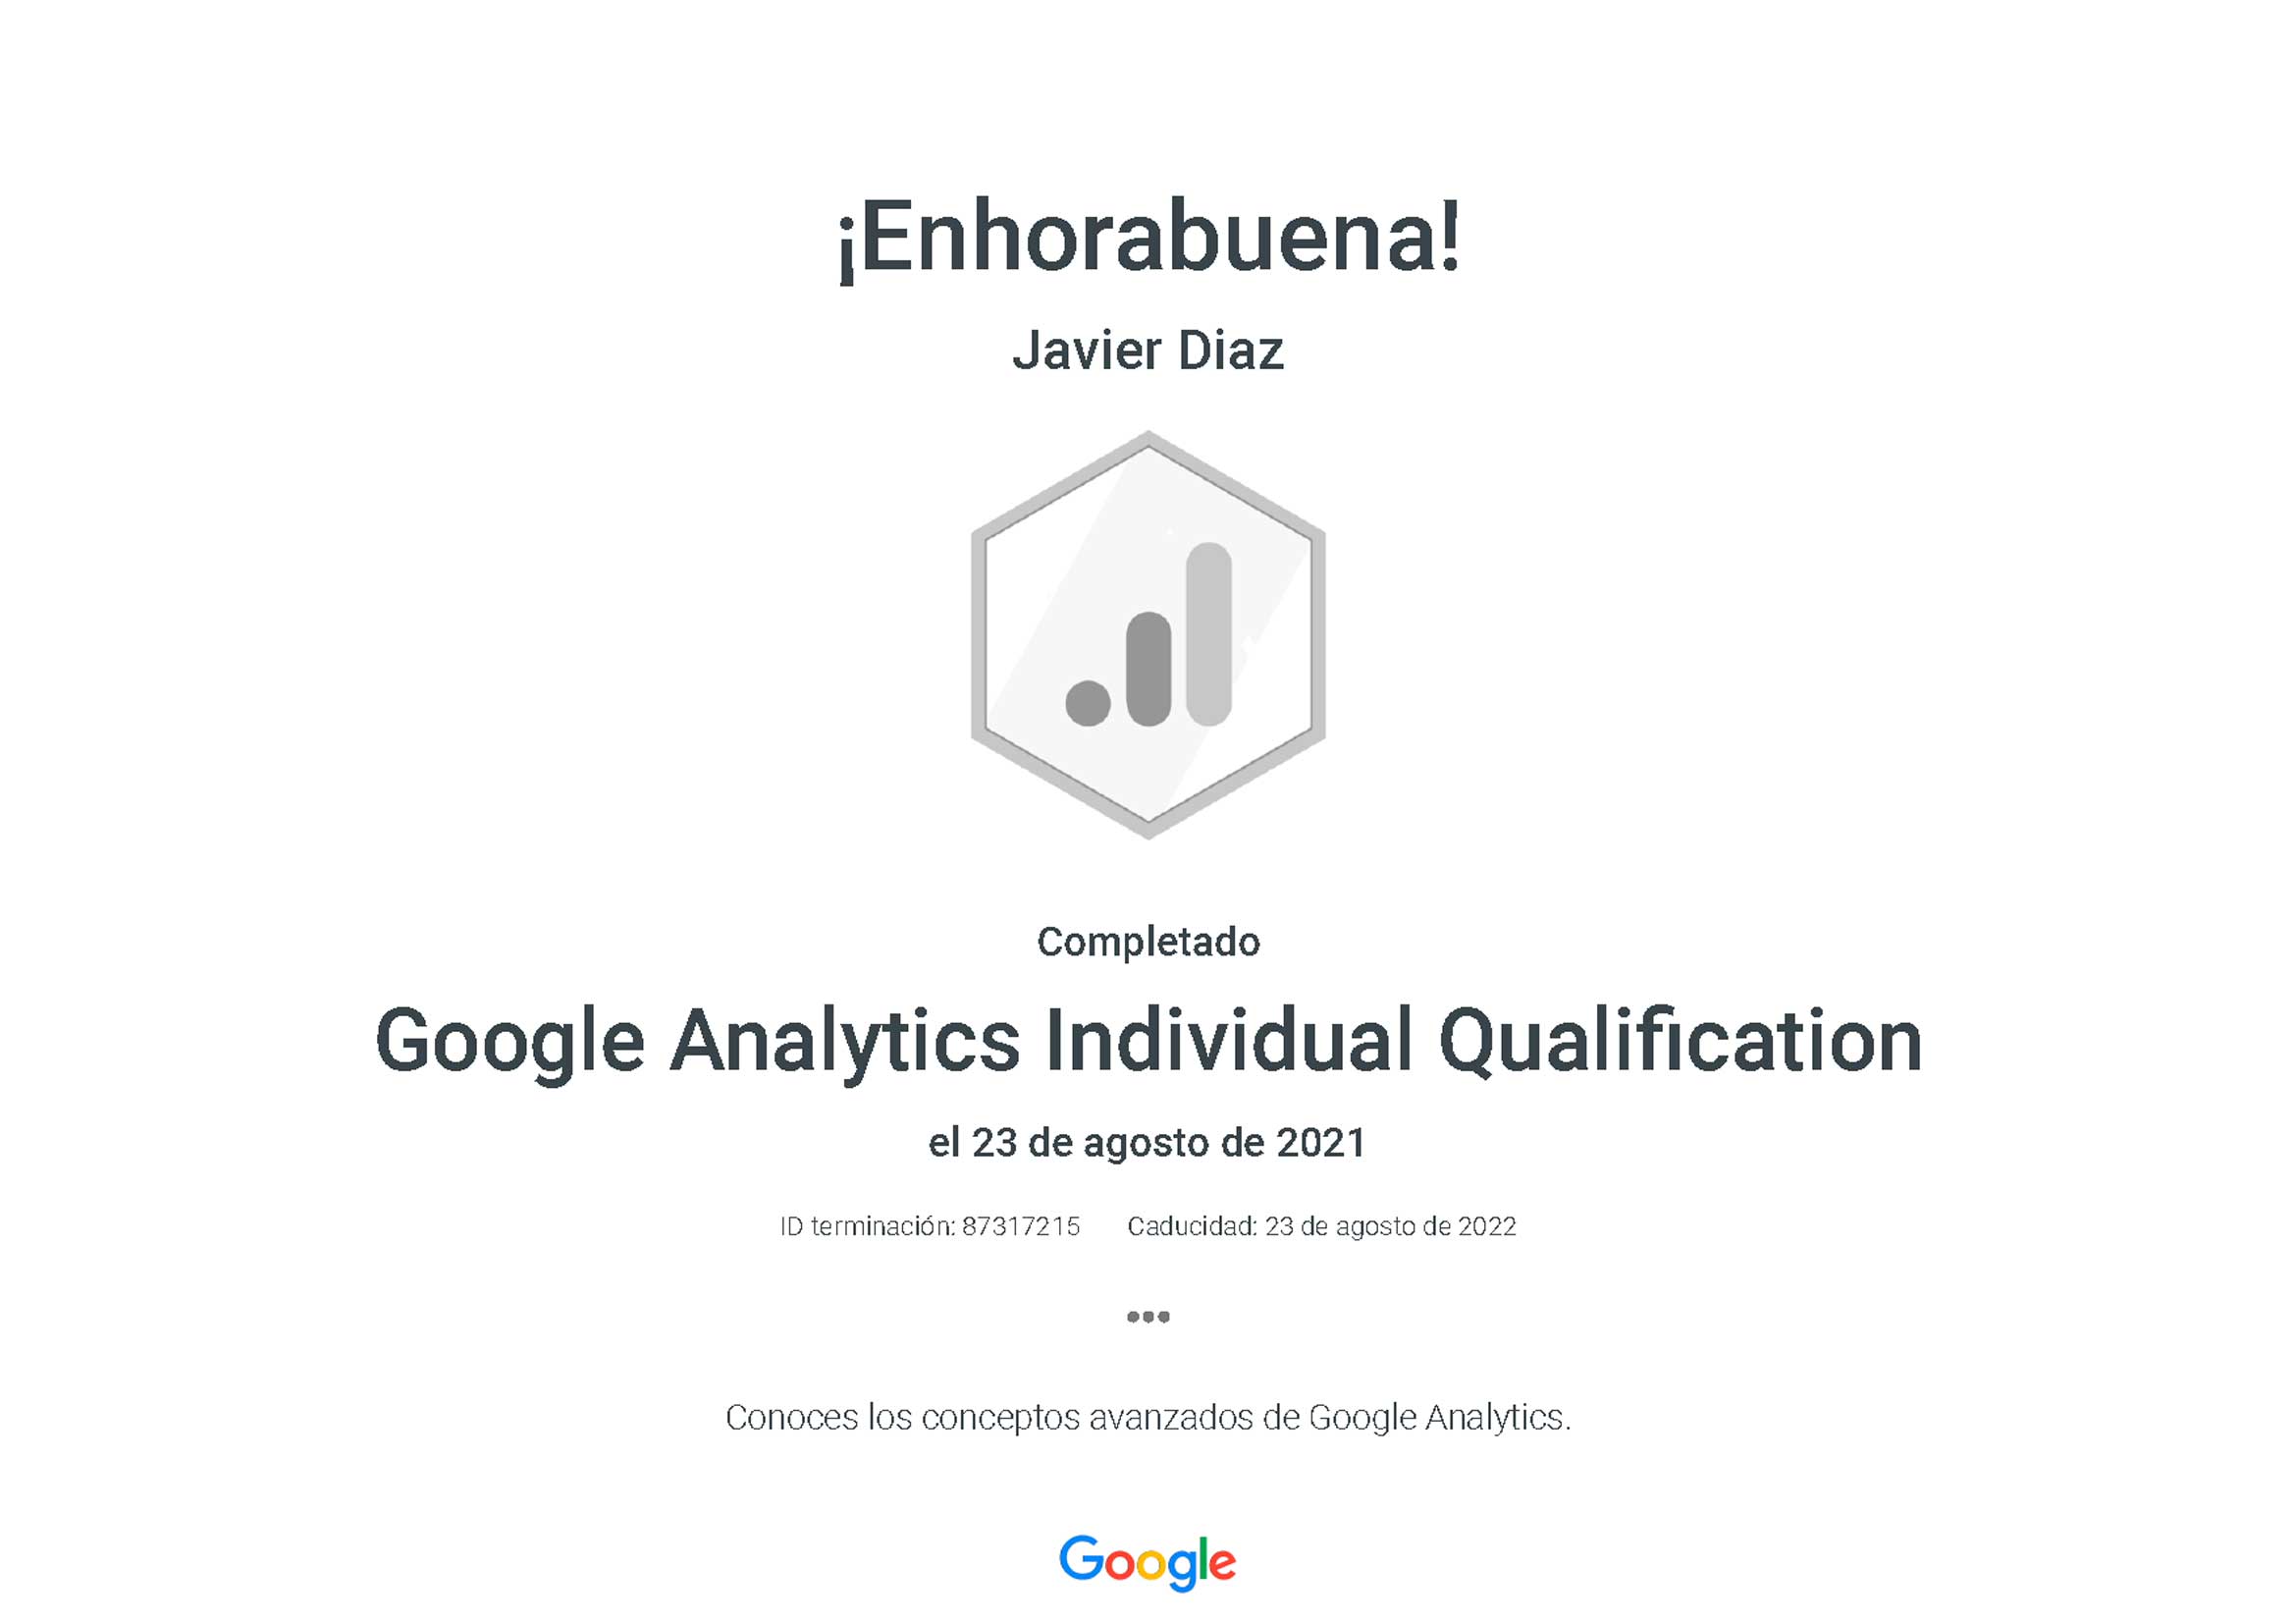 ¡Enhorabuena!
Javier Diaz
Completado
Google Analytics Individual Qualification
el 23 de agosto de 2021
ID terminación: 87317215 Caducidad: 23 de agosto de 2022
Conoces los conceptos avanzados de Google Analytics.
Google